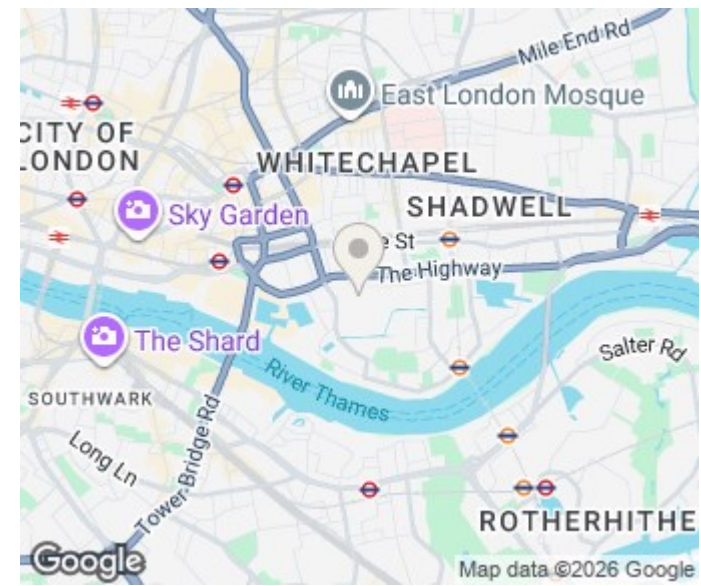 Mile End Rd
East London Mosque
CITY OF
LONDON
WHITECHAPEL
SHADWELL
Sky Garden
e St
The Highway
The Shard
River Thames
Salter Rd
SOUTHWARK
Long Ln
Tower Bridge Rd
ROTHERHITHE
Google
Map data ©2026 Google